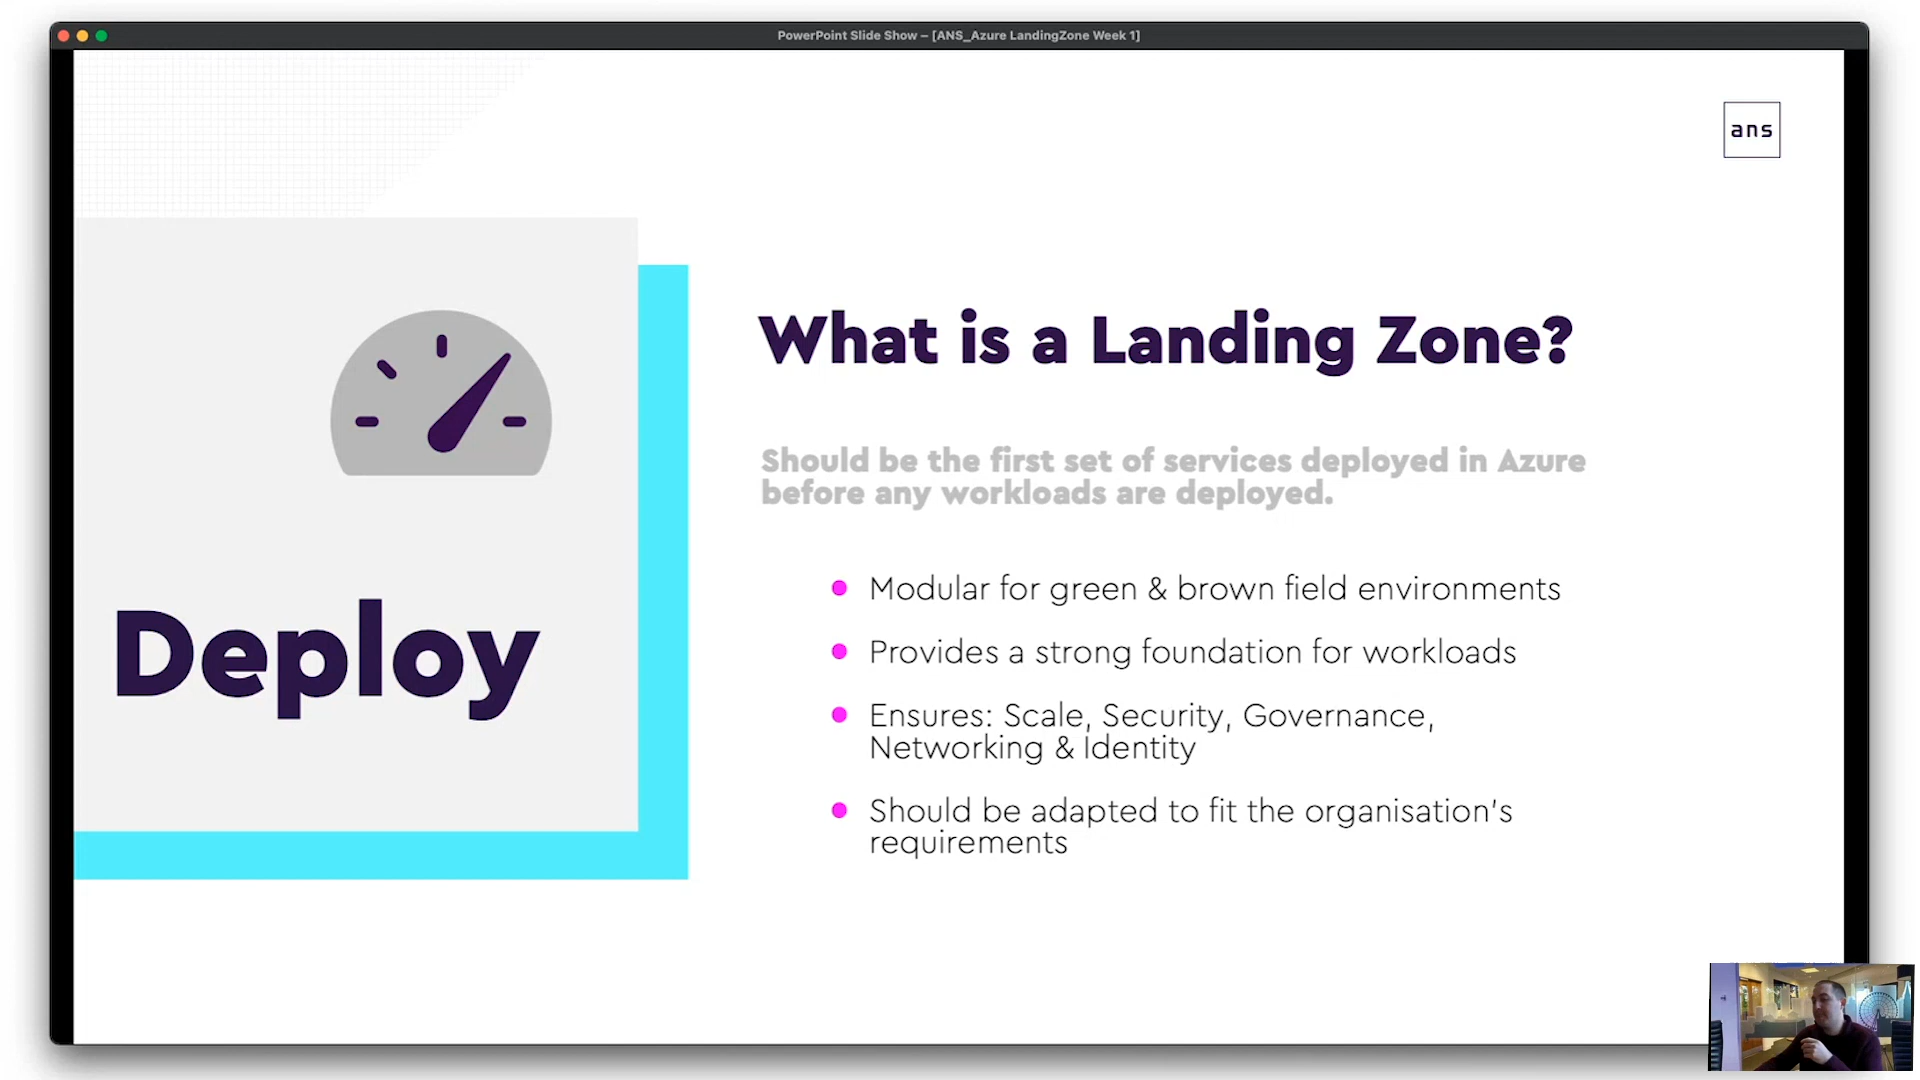 PowerPoint Slide Show – [ANS_Azure LandingZone Week 1]
ans
Deploy
What is a Landing Zone?
Should be the first set of services deployed in Azure
before any workloads are deployed.
Modular for green & brown field environments
Provides a strong foundation for workloads
Ensures: Scale, Security, Governance,
Networking & Identity
Should be adapted to fit the organisation's
requirements